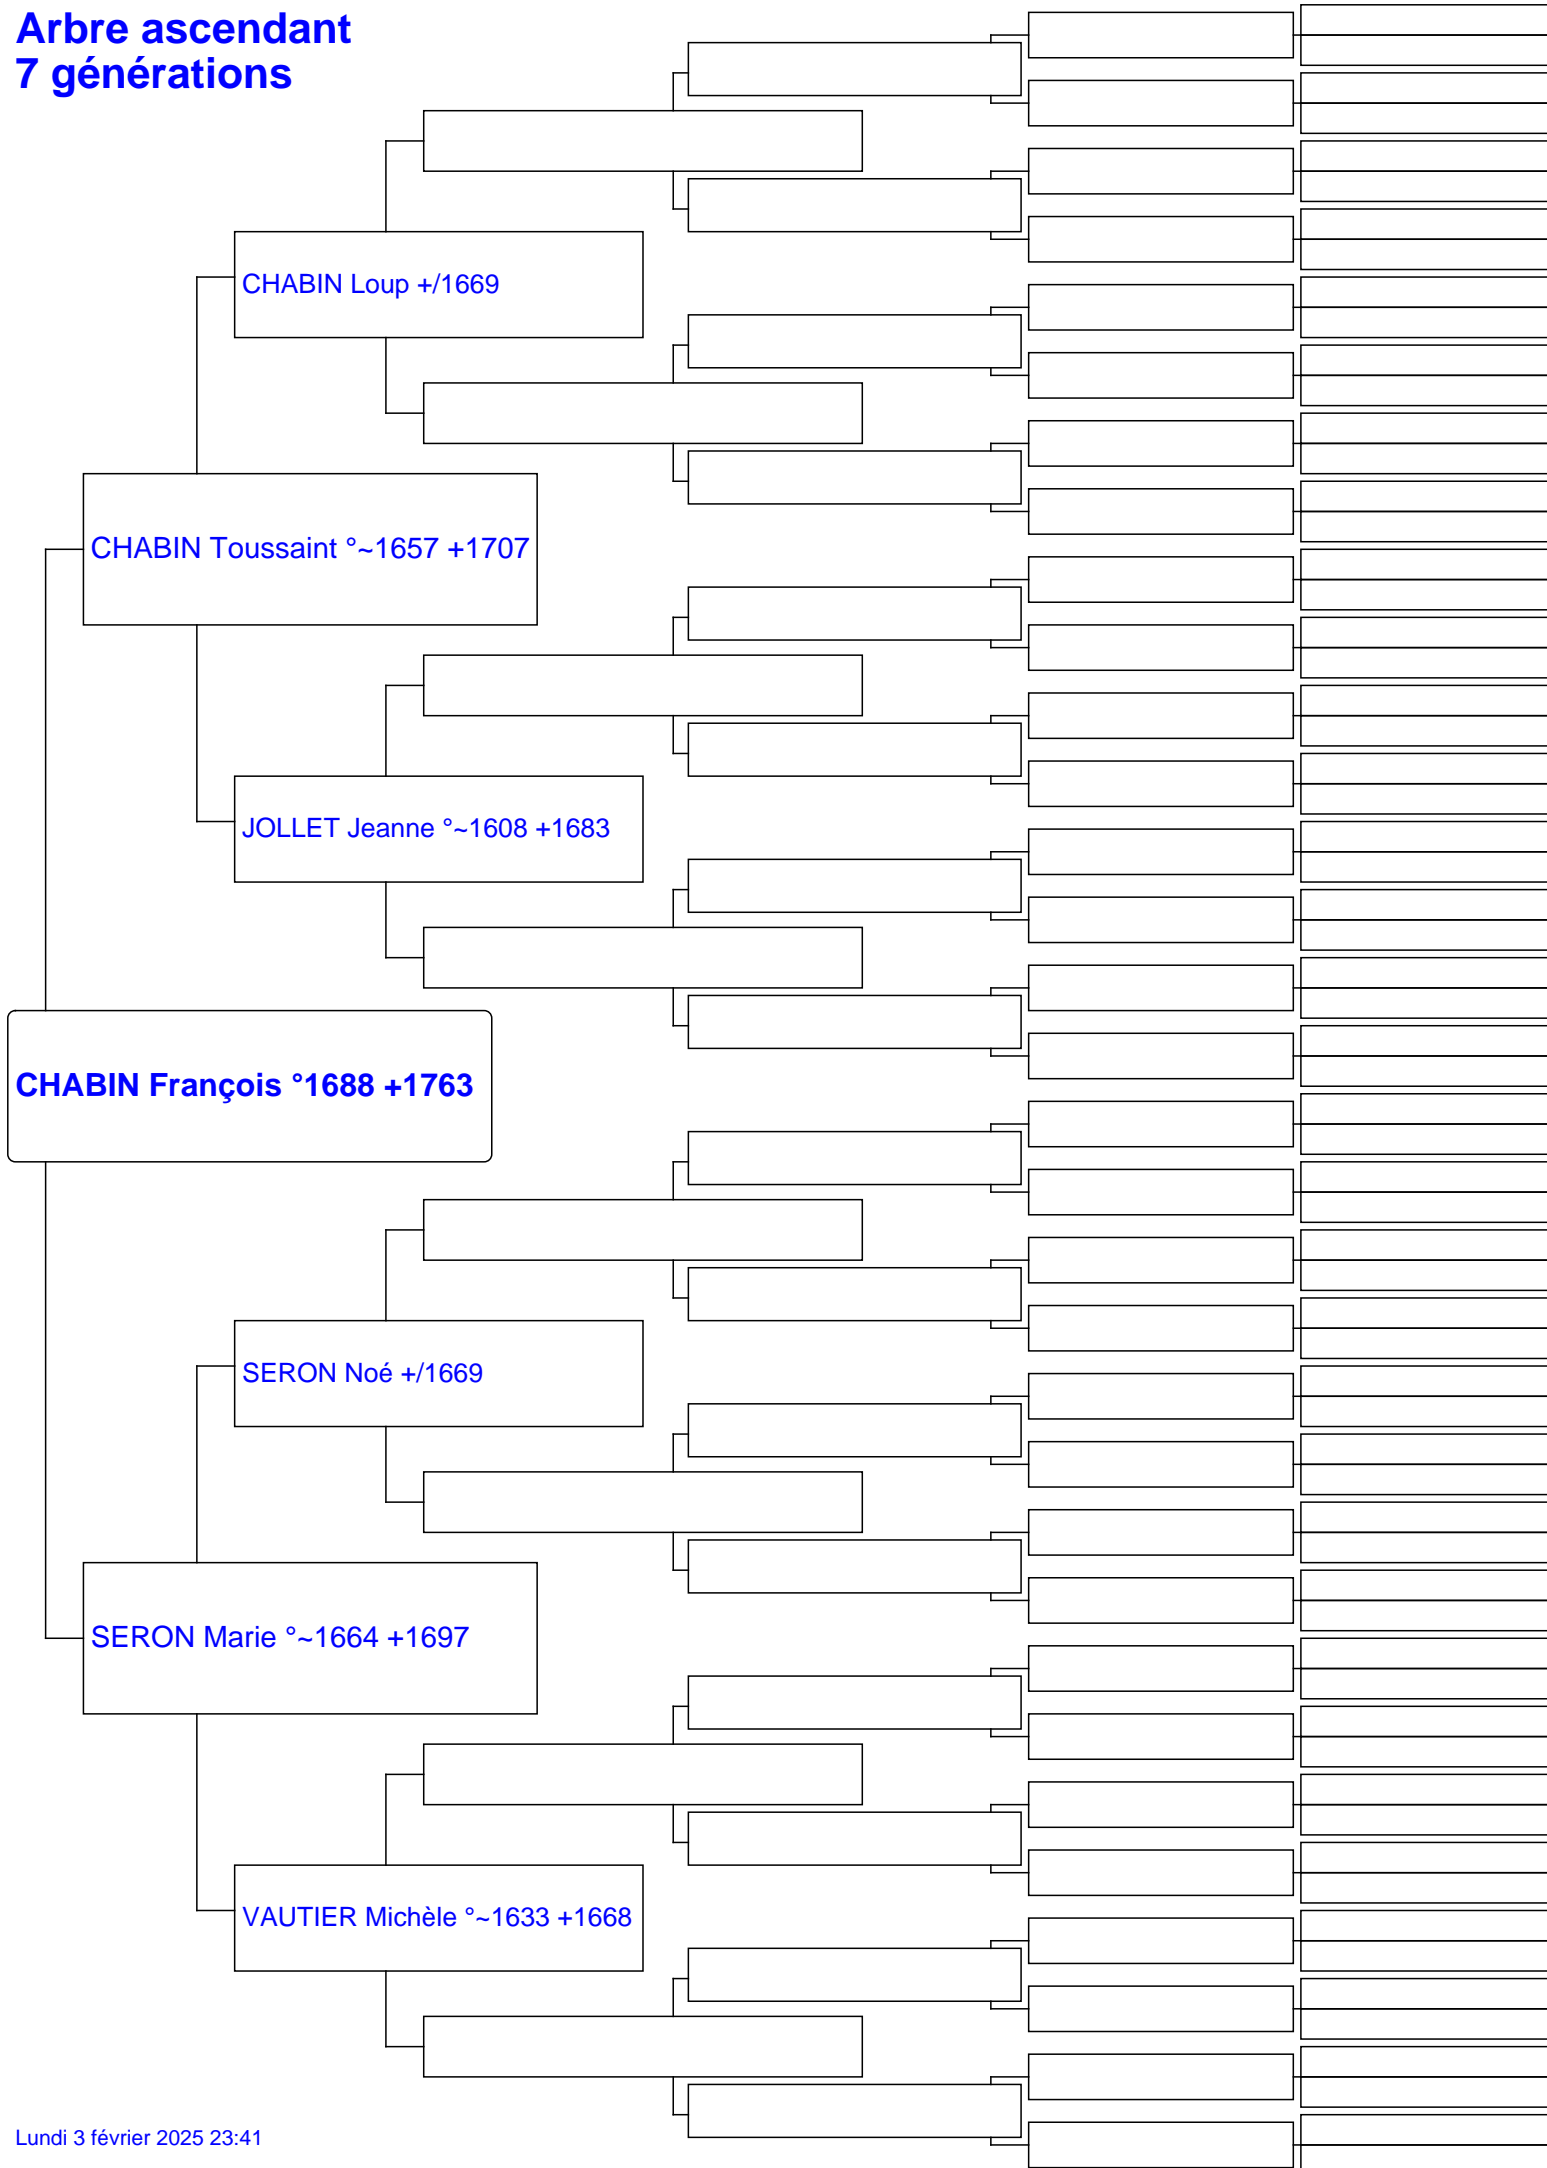 Arbre ascendant
7 générations
CHABIN Loup +/1669
CHABIN Toussaint °~1657 +1707
JOLLET Jeanne °~1608 +1683
CHABIN François °1688 +1763
SERON Noé +/1669
SERON Marie °~1664 +1697
VAUTIER Michèle °~1633 +1668
Lundi 3 février 2025 23:41